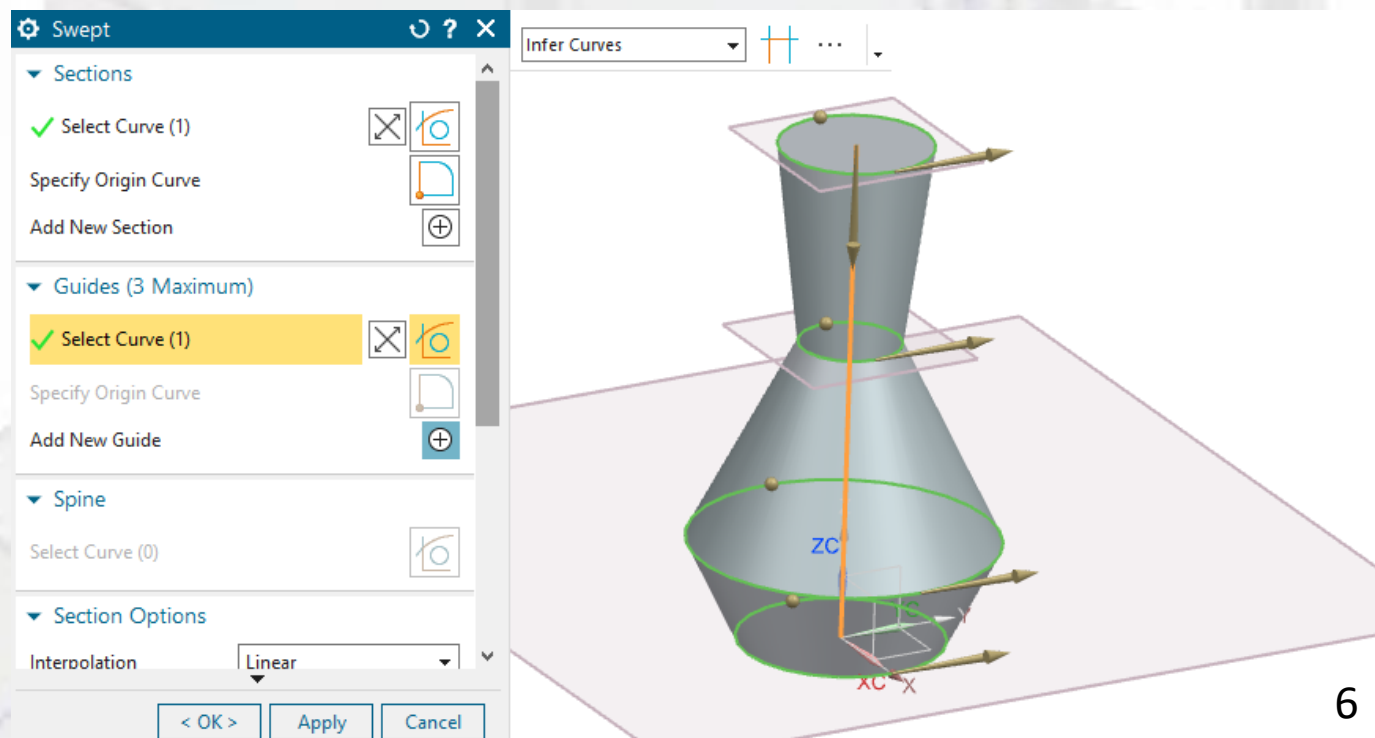 Swept
?
Sections
Select Curve (1)
Specify Origin Curve
Add New Section
Guides (3 Maximum)
Select Curve (1)
Specify Origin Curve
Add New Guide
Spine
Select Curve (0)
Section Options
Interpolation Linear
< OK > Apply Cancel
Infer Curves
ZC
Y
XC X
6